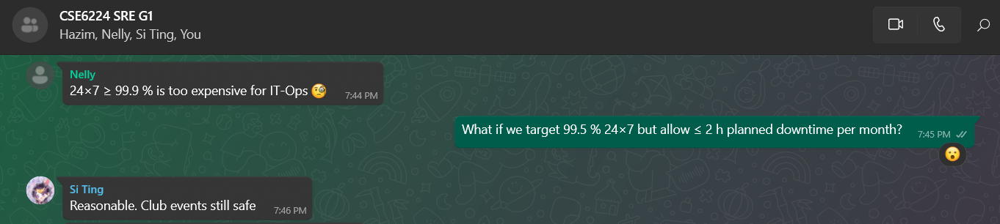 CSE6224 SRE G1
Hazim, Nelly, Si Ting, You
Nelly
24×7 ≥ 99.9 % is too expensive for IT-Ops 🧐
7:44 PM
What if we target 99.5 % 24×7 but allow ≤ 2 h planned downtime per month?
7:45 PM
😮
Si Ting
Reasonable. Club events still safe
7:46 PM